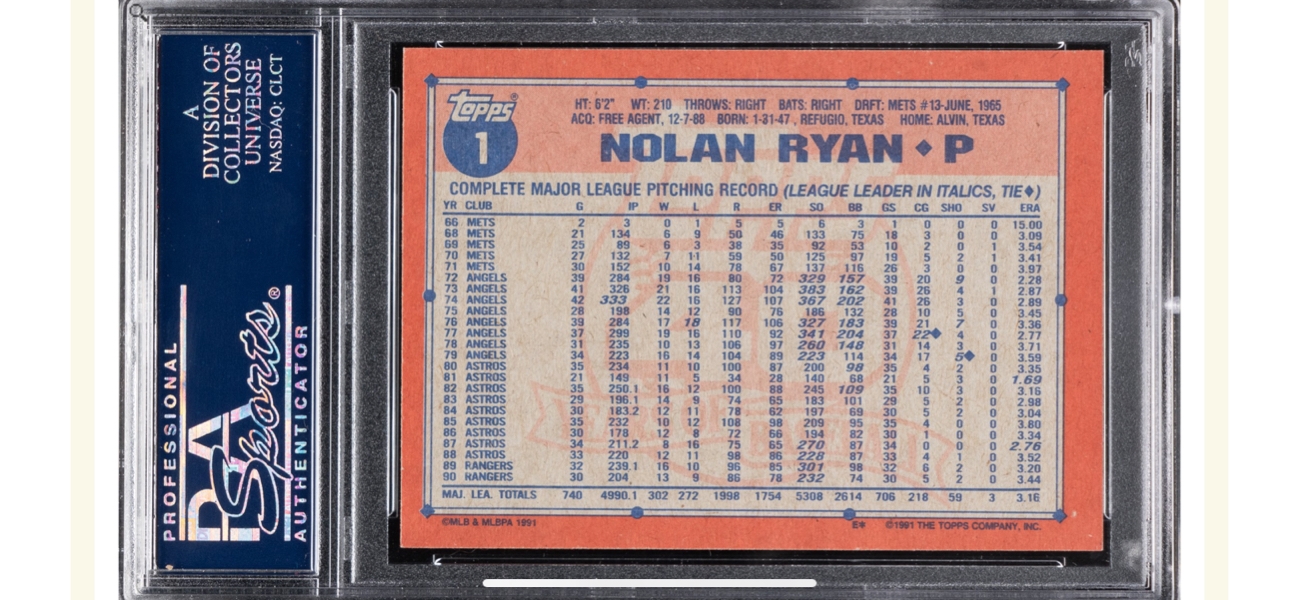 A
DIVISION OF
COLLECTORS
UNIVERSE
NASDAQ: CLCT
PROFESSIONAL
PSA
Sports®
AUTHENTICATOR
Topps®
1
HT: 6'2" WT: 210 THROWS: RIGHT BATS: RIGHT DRFT: METS #13-JUNE, 1965
ACQ: FREE AGENT, 12-7-88 BORN: 1-31-47, REFUGIO, TEXAS HOME: ALVIN, TEXAS
NOLAN RYAN ◆ P
COMPLETE MAJOR LEAGUE PITCHING RECORD (LEAGUE LEADER IN ITALICS, TIE◆)
YR CLUB G IP W L R ER SO BB GS CG SHO SV ERA
66 METS 2 3 0 1 5 5 6 3 1 0 0 0 15.00
68 METS 21 134 6 9 50 46 133 75 18 3 0 0 3.09
69 METS 25 89 6 3 38 35 92 53 10 2 0 1 3.54
70 METS 27 132 7 11 59 50 125 97 19 5 2 1 3.41
71 METS 30 152 10 14 78 67 137 116 26 3 0 0 3.97
72 ANGELS 39 284 19 16 80 72 329 157 39 20 9 0 2.28
73 ANGELS 41 326 21 16 113 104 383 162 39 26 4 1 2.87
74 ANGELS 42 333 22 16 127 107 367 202 41 26 3 0 2.89
75 ANGELS 28 198 14 12 90 76 186 132 28 10 5 0 3.45
76 ANGELS 39 284 17 18 117 106 327 183 39 21 7 0 3.36
77 ANGELS 37 299 19 16 110 92 341 204 37 22◆ 4 0 2.77
78 ANGELS 31 235 10 13 106 97 260 148 31 14 3 0 3.71
79 ANGELS 34 223 16 14 104 89 223 114 34 17 5◆ 0 3.59
80 ASTROS 35 234 11 10 100 87 200 98 35 4 2 0 3.35
81 ASTROS 21 149 11 5 34 28 140 68 21 5 3 0 1.69
82 ASTROS 35 250.1 16 12 100 88 245 109 35 10 3 0 3.16
83 ASTROS 29 196.1 14 9 74 65 183 101 29 5 2 0 2.98
84 ASTROS 30 183.2 12 11 78 62 197 69 30 5 2 0 3.04
85 ASTROS 35 232 10 12 108 98 209 95 35 4 0 0 3.80
86 ASTROS 30 178 12 8 72 66 194 82 30 1 0 0 3.34
87 ASTROS 34 211.2 8 16 75 65 270 87 34 0 0 0 2.76
88 ASTROS 33 220 12 11 98 86 228 87 33 4 1 0 3.52
89 RANGERS 32 239.1 16 10 96 85 301 98 32 6 2 0 3.20
90 RANGERS 30 204 13 9 86 78 232 74 30 5 2 0 3.44
MAJ. LEA. TOTALS 740 4990.1 302 272 1998 1754 5308 2614 706 218 59 3 3.16
©MLB & MLBPA 1991 E* ©1991 THE TOPPS COMPANY, INC.